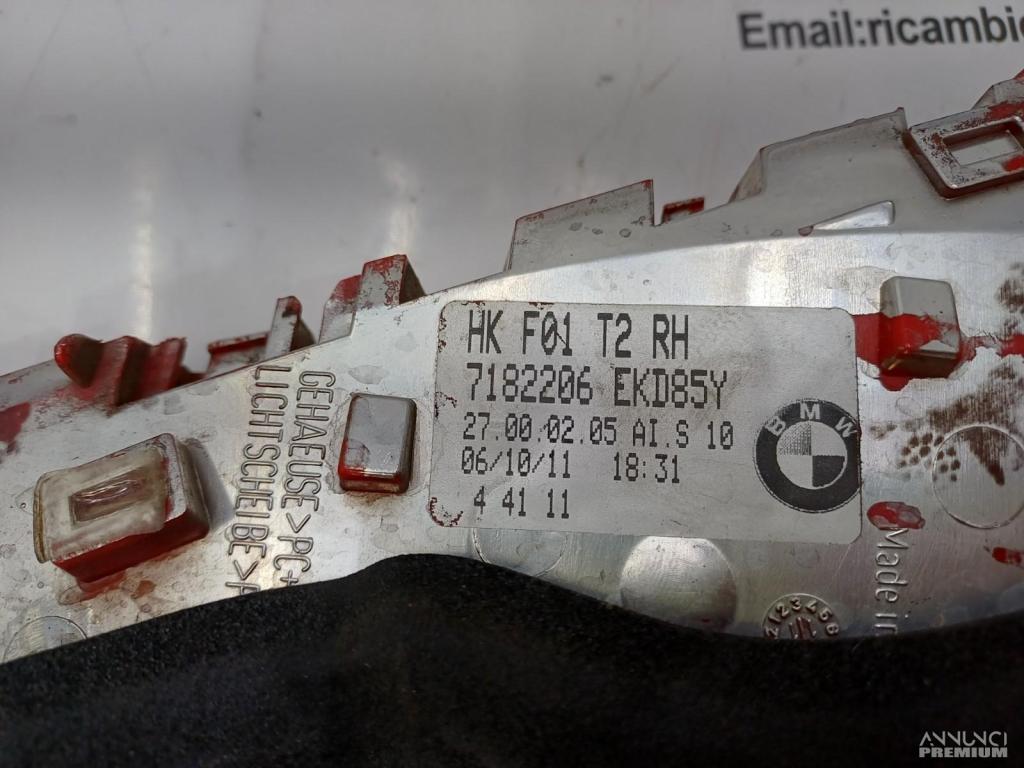 Email:ricambi
HK F01 T2 RH
7182206 EKD85Y
27.00.02.05 AI.S 10
06/10/11 18:31
4 41 11
BMW
GEHAEUSE>PC+
LICHTSCHEIBE>P
Made in
ANNUNCI
PREMIUM